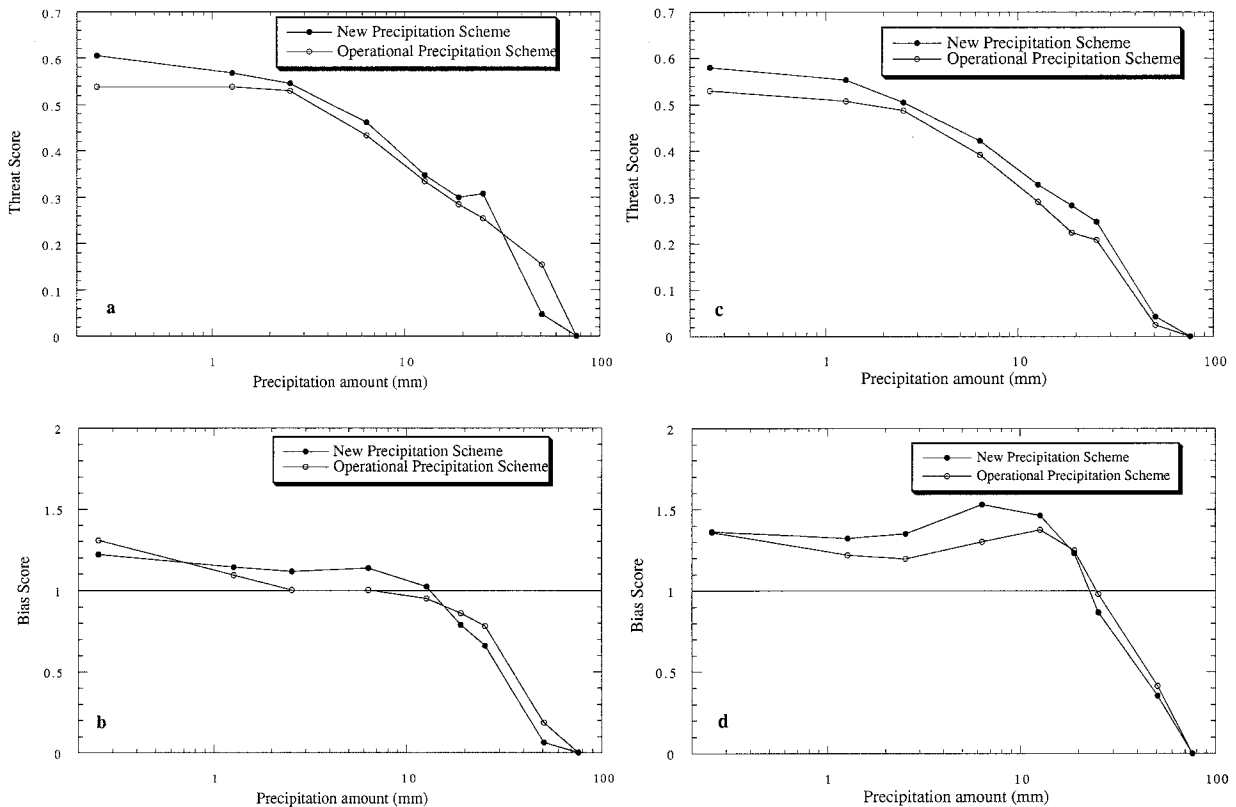 0.7
0.6
0.5
0.4
0.3
0.2
0.1
0
Threat Score
New Precipitation Scheme
Operational Precipitation Scheme
a
1
10
100
Precipitation amount (mm)
0.7
0.6
0.5
0.4
0.3
0.2
0.1
0
Threat Score
New Precipitation Scheme
Operational Precipitation Scheme
c
1
10
100
Precipitation amount (mm)
2
1.5
1
0.5
0
Bias Score
New Precipitation Scheme
Operational Precipitation Scheme
b
1
10
100
Precipitation amount (mm)
2
1.5
1
0.5
0
Bias Score
New Precipitation Scheme
Operational Precipitation Scheme
d
1
10
100
Precipitation amount (mm)